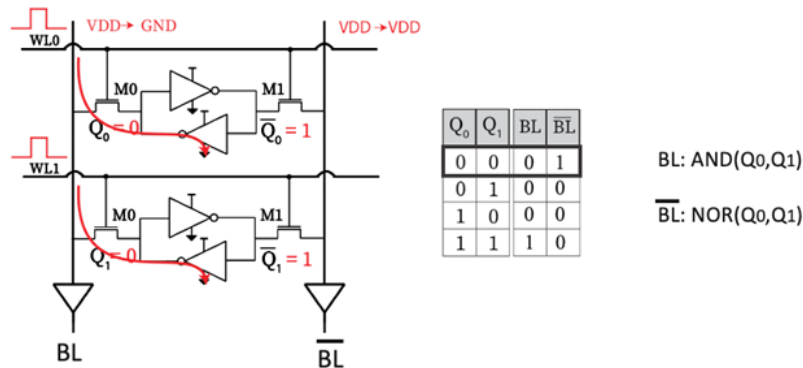 VDD→ GND
VDD→VDD
WL0
M0
M1
Q₀ = 0
Q̅₀ = 1
WL1
M0
M1
Q₁ = 0
Q̅₁ = 1
BL
B̅L̅
Q₀ Q₁ BL B̅L̅
0 0 0 1
0 1 0 0
1 0 0 0
1 1 1 0
BL: AND(Q0,Q1)
B̅L̅: NOR(Q0,Q1)